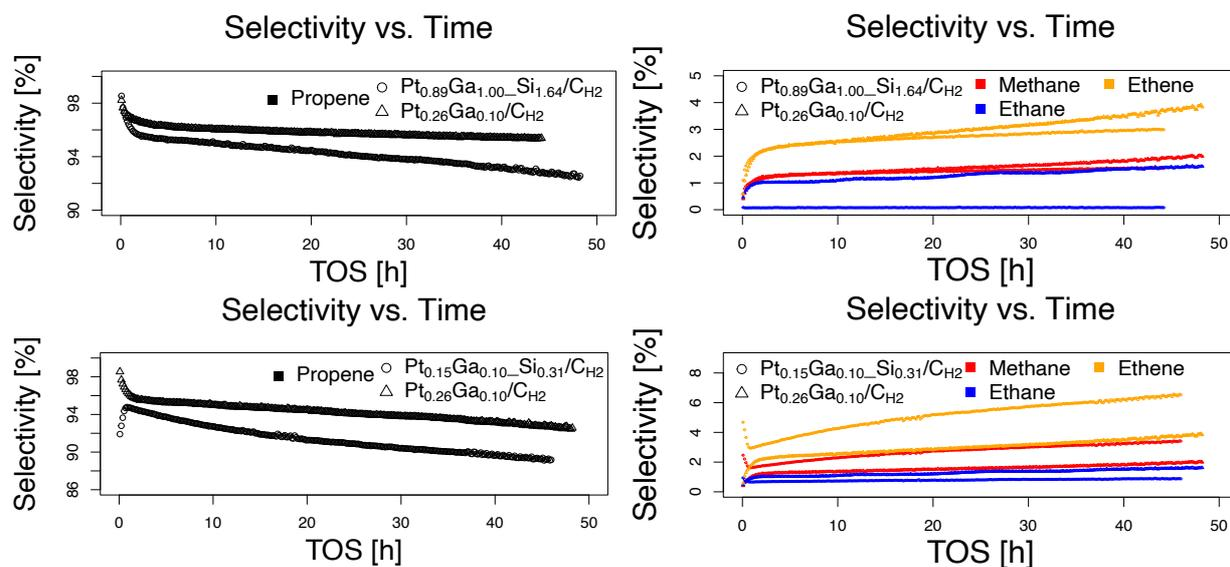 Selectivity vs. Time
Selectivity [%]
98
94
90
Propene
Pt0.89Ga1.00_Si1.64/CH2
Pt0.26Ga0.10/CH2
0 10 20 30 40 50
TOS [h]
Selectivity vs. Time
Selectivity [%]
5
4
3
2
1
0
Pt0.89Ga1.00_Si1.64/CH2
Pt0.26Ga0.10/CH2
Methane
Ethene
Ethane
0 10 20 30 40 50
TOS [h]
Selectivity vs. Time
Selectivity [%]
98
94
90
86
Propene
Pt0.15Ga0.10_Si0.31/CH2
Pt0.26Ga0.10/CH2
0 10 20 30 40 50
TOS [h]
Selectivity vs. Time
Selectivity [%]
8
6
4
2
0
Pt0.15Ga0.10_Si0.31/CH2
Pt0.26Ga0.10/CH2
Methane
Ethene
Ethane
0 10 20 30 40 50
TOS [h]